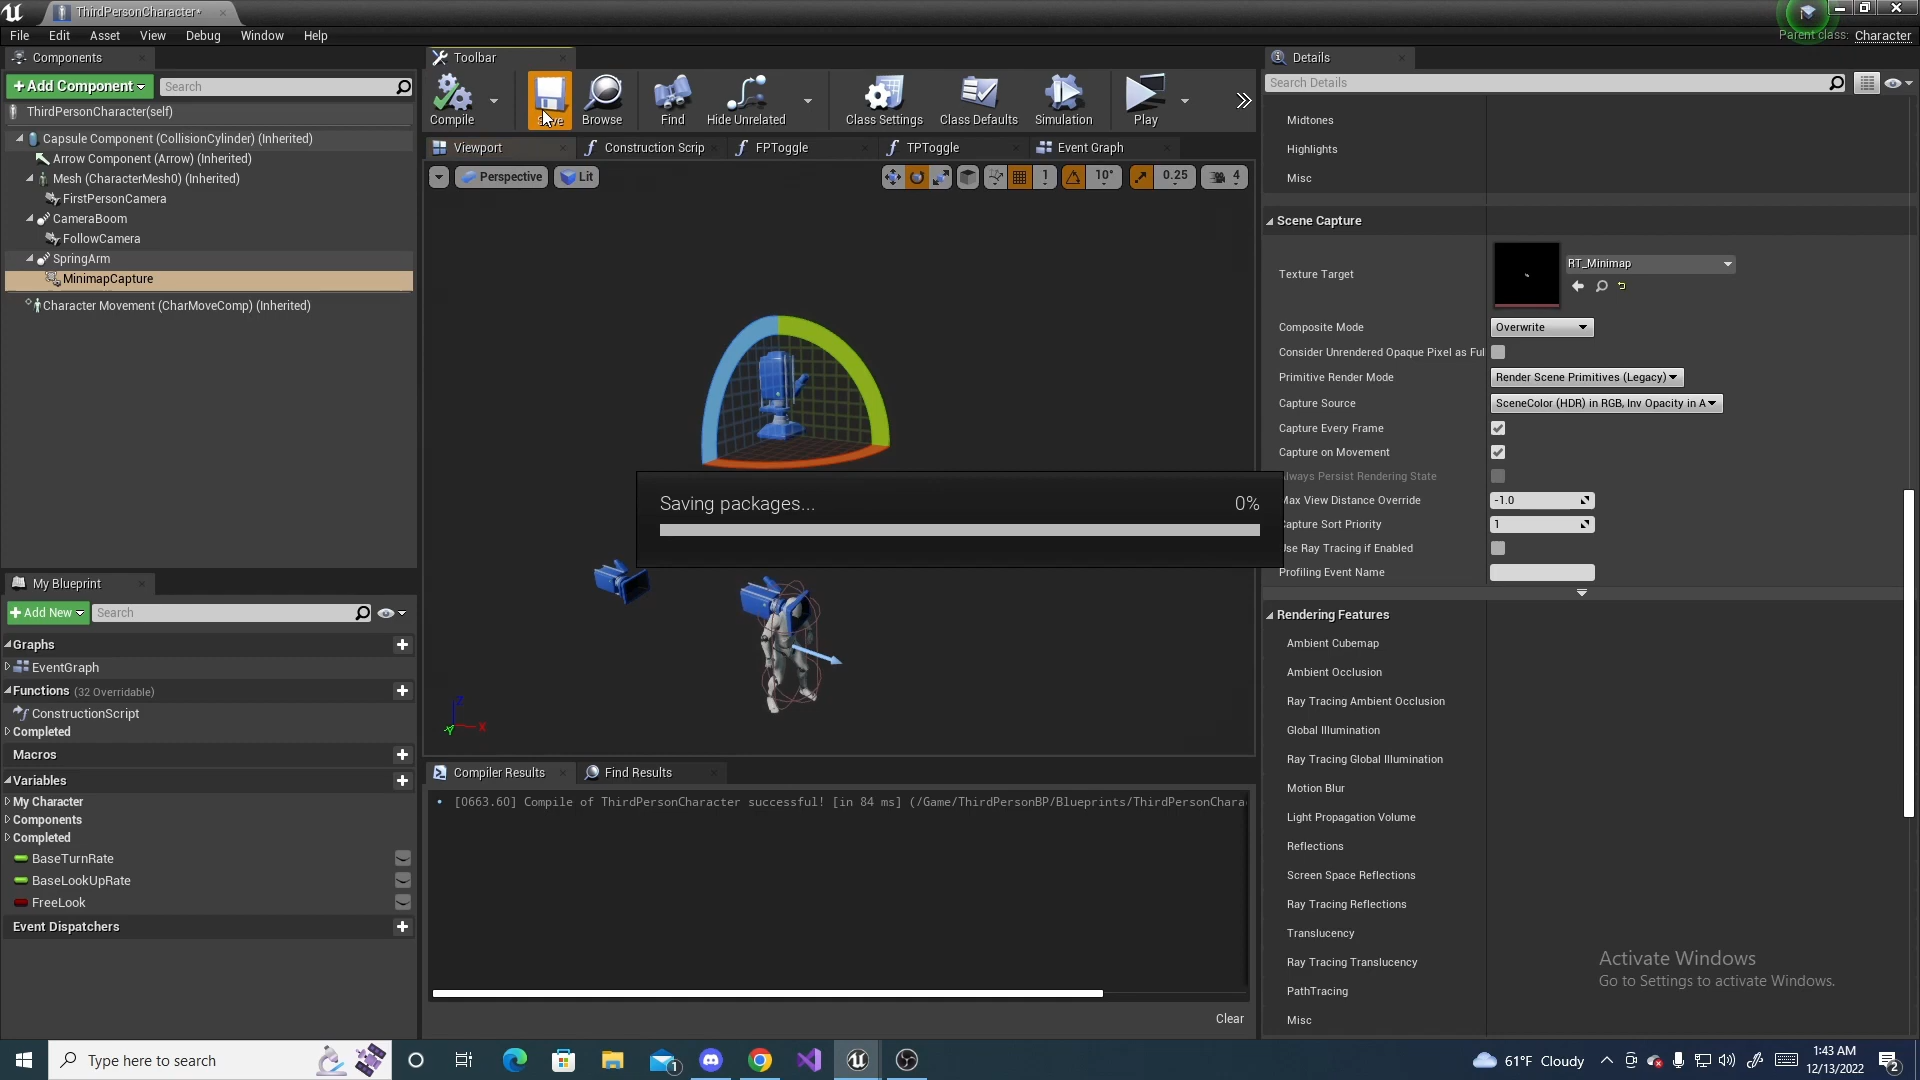 ThirdPersonCharacter*
File Edit Asset View Debug Window Help
Parent class: Character
Components
Toolbar
Details
+ Add Component
Search
Compile
Save
Browse
Find
Hide Unrelated
Class Settings
Class Defaults
Simulation
Play
Search Details
ThirdPersonCharacter(self)
Capsule Component (CollisionCylinder) (Inherited)
Arrow Component (Arrow) (Inherited)
Mesh (CharacterMesh0) (Inherited)
FirstPersonCamera
CameraBoom
FollowCamera
SpringArm
MinimapCapture
Character Movement (CharMoveComp) (Inherited)
Viewport
Construction Scrip
FPToggle
TPToggle
Event Graph
Perspective
Lit
1
10°
0.25
4
Z
X
Y
Saving packages...
0%
Midtones
Highlights
Misc
Scene Capture
Texture Target
RT_Minimap
Composite Mode
Overwrite
Consider Unrendered Opaque Pixel as Ful
Primitive Render Mode
Render Scene Primitives (Legacy)
Capture Source
SceneColor (HDR) in RGB, Inv Opacity in A
Capture Every Frame
Capture on Movement
Always Persist Rendering State
Max View Distance Override
-1.0
Capture Sort Priority
1
Use Ray Tracing if Enabled
Profiling Event Name
Rendering Features
Ambient Cubemap
Ambient Occlusion
Ray Tracing Ambient Occlusion
Global Illumination
Ray Tracing Global Illumination
Motion Blur
Light Propagation Volume
Reflections
Screen Space Reflections
Ray Tracing Reflections
Translucency
Ray Tracing Translucency
PathTracing
Misc
My Blueprint
+ Add New
Search
Graphs
EventGraph
Functions (32 Overridable)
ConstructionScript
Completed
Macros
Variables
My Character
Components
Completed
BaseTurnRate
BaseLookUpRate
FreeLook
Event Dispatchers
Compiler Results
Find Results
[0663.60] Compile of ThirdPersonCharacter successful! [in 84 ms] (/Game/ThirdPersonBP/Blueprints/ThirdPersonChara
Clear
Activate Windows
Go to Settings to activate Windows.
Type here to search
1
61°F Cloudy
1:43 AM
12/13/2022
2